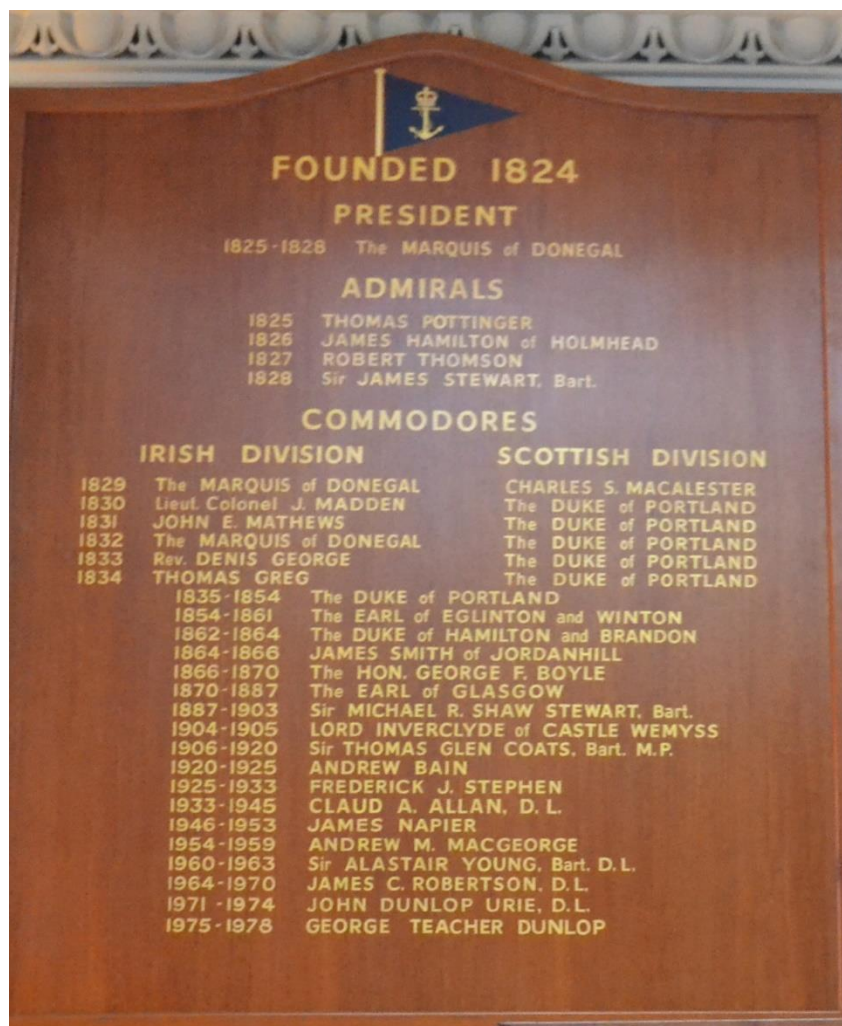 FOUNDED 1824
PRESIDENT
1825-1828 The MARQUIS of DONEGAL
ADMIRALS
1825 THOMAS POTTINGER
1826 JAMES HAMILTON of HOLMHEAD
1827 ROBERT THOMSON
1828 Sir JAMES STEWART, Bart.
COMMODORES
IRISH DIVISION SCOTTISH DIVISION
1829 The MARQUIS of DONEGAL CHARLES S. MACALESTER
1830 Lieut. Colonel J. MADDEN The DUKE of PORTLAND
1831 JOHN E. MATHEWS The DUKE of PORTLAND
1832 The MARQUIS of DONEGAL The DUKE of PORTLAND
1833 Rev. DENIS GEORGE The DUKE of PORTLAND
1834 THOMAS GREG The DUKE of PORTLAND
1835-1854 The DUKE of PORTLAND
1854-1861 The EARL of EGLINTON and WINTON
1862-1864 The DUKE of HAMILTON and BRANDON
1864-1866 JAMES SMITH of JORDANHILL
1866-1870 The HON. GEORGE F. BOYLE
1870-1887 The EARL of GLASGOW
1887-1903 Sir MICHAEL R. SHAW STEWART, Bart.
1904-1905 LORD INVERCLYDE of CASTLE WEMYSS
1906-1920 Sir THOMAS GLEN COATS, Bart. M.P.
1920-1925 ANDREW BAIN
1925-1933 FREDERICK J. STEPHEN
1933-1945 CLAUD A. ALLAN, D.L.
1946-1953 JAMES NAPIER
1954-1959 ANDREW M. MACGEORGE
1960-1963 Sir ALASTAIR YOUNG, Bart. D.L.
1964-1970 JAMES C. ROBERTSON, D.L.
1971-1974 JOHN DUNLOP URIE, D.L.
1975-1978 GEORGE TEACHER DUNLOP